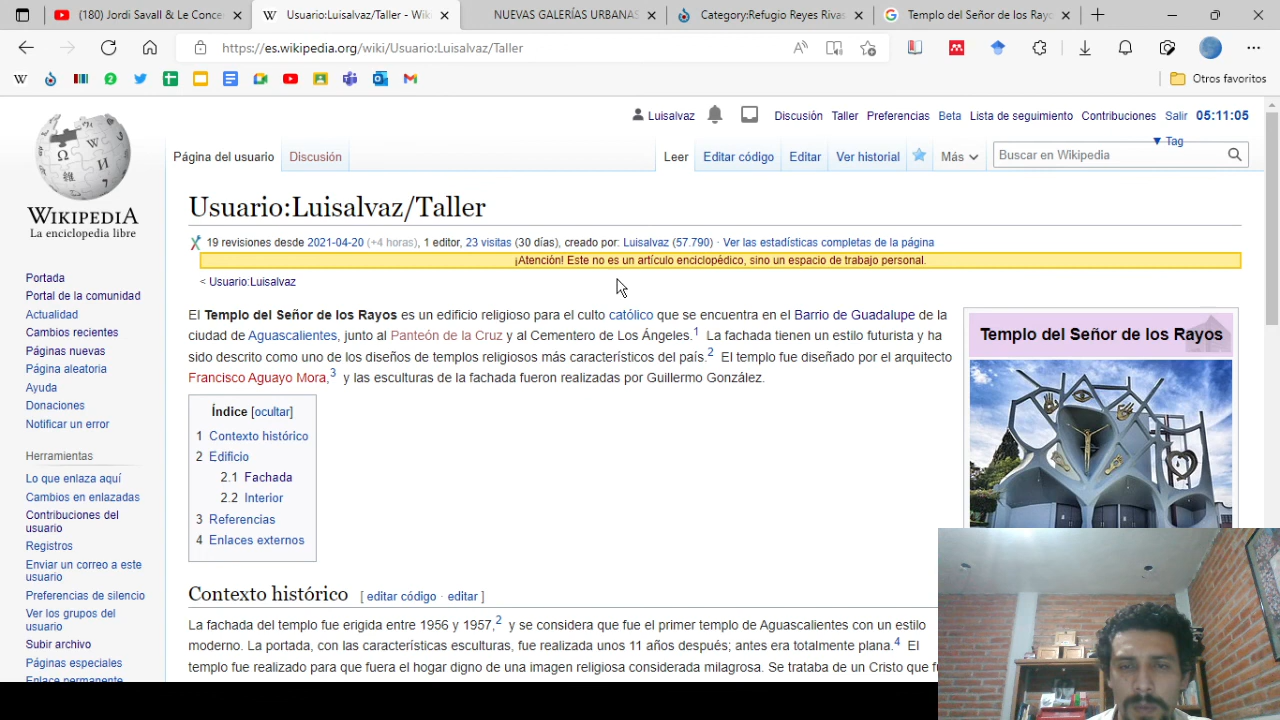 (180) Jordi Savall & Le Conce
Usuario:Luisalvaz/Taller - Wiki
NUEVAS GALERÍAS URBANAS
Category:Refugio Reyes Rivas
Templo del Señor de los Rayo
https://es.wikipedia.org/wiki/Usuario:Luisalvaz/Taller
Otros favoritos
Luisalvaz Discusión Taller Preferencias Beta Lista de seguimiento Contribuciones Salir 05:11:05
▼ Tag
Página del usuario Discusión Leer Editar código Editar Ver historial Más Buscar en Wikipedia
WIKIPEDIA
La enciclopedia libre
Portada
Portal de la comunidad
Actualidad
Cambios recientes
Páginas nuevas
Página aleatoria
Ayuda
Donaciones
Notificar un error
Herramientas
Lo que enlaza aquí
Cambios en enlazadas
Contribuciones del
usuario
Registros
Enviar un correo a este
usuario
Preferencias de silencio
Ver los grupos del
usuario
Subir archivo
Páginas especiales
Enlace permanente
Usuario:Luisalvaz/Taller
19 revisiones desde 2021-04-20 (+4 horas), 1 editor, 23 visitas (30 días), creado por: Luisalvaz (57.790) · Ver las estadísticas completas de la página
¡Atención! Este no es un artículo enciclopédico, sino un espacio de trabajo personal.
< Usuario:Luisalvaz
El Templo del Señor de los Rayos es un edificio religioso para el culto católico que se encuentra en el Barrio de Guadalupe de la
ciudad de Aguascalientes, junto al Panteón de la Cruz y al Cementero de Los Ángeles.1 La fachada tienen un estilo futurista y ha
sido descrito como uno de los diseños de templos religiosos más característicos del país.2 El templo fue diseñado por el arquitecto
Francisco Aguayo Mora,3 y las esculturas de la fachada fueron realizadas por Guillermo González.
Índice [ocultar]
1 Contexto histórico
2 Edificio
2.1 Fachada
2.2 Interior
3 Referencias
4 Enlaces externos
Templo del Señor de los Rayos
Contexto histórico [ editar código · editar ]
La fachada del templo fue erigida entre 1956 y 1957,2 y se considera que fue el primer templo de Aguascalientes con un estilo
moderno. La portada, con las características esculturas, fue realizada unos 11 años después; antes era totalmente plana.4 El
templo fue realizado para que fuera el hogar digno de una imagen religiosa considerada milagrosa. Se trataba de un Cristo que